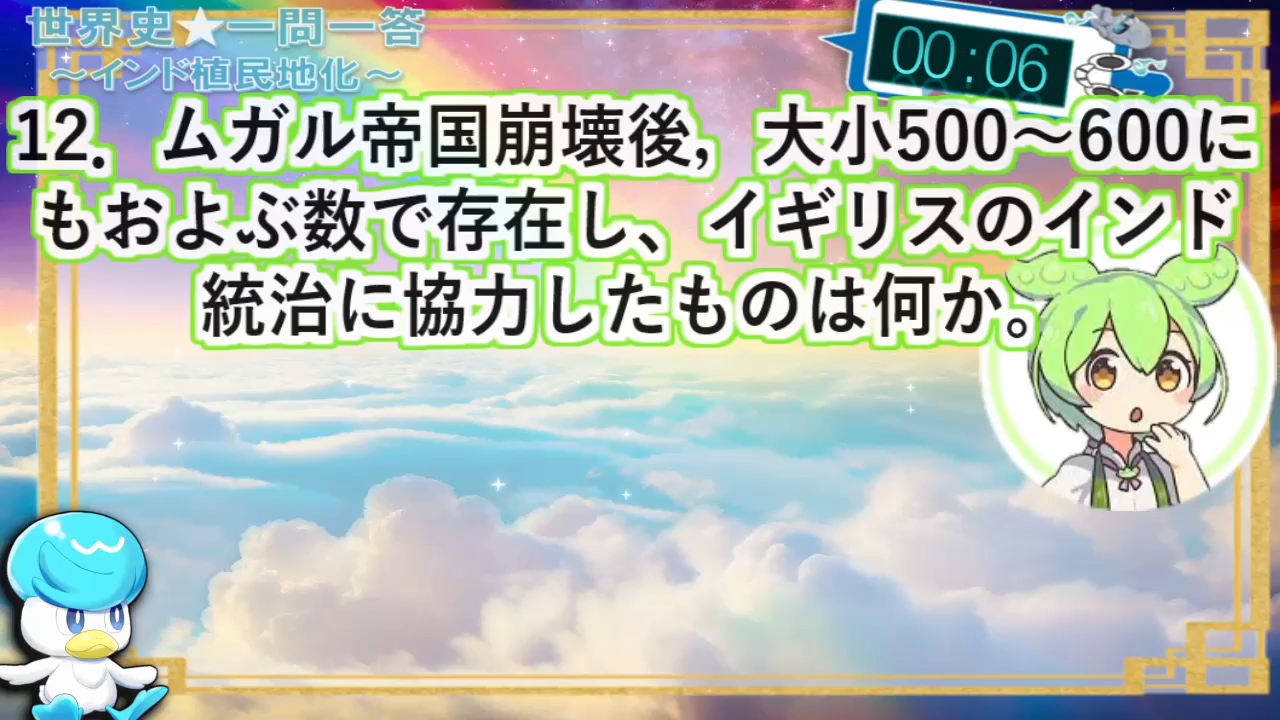 世界史★一問一答
～インド植民地化～
00:06
12．ムガル帝国崩壊後，大小500～600に
もおよぶ数で存在し、イギリスのインド
統治に協力したものは何か。